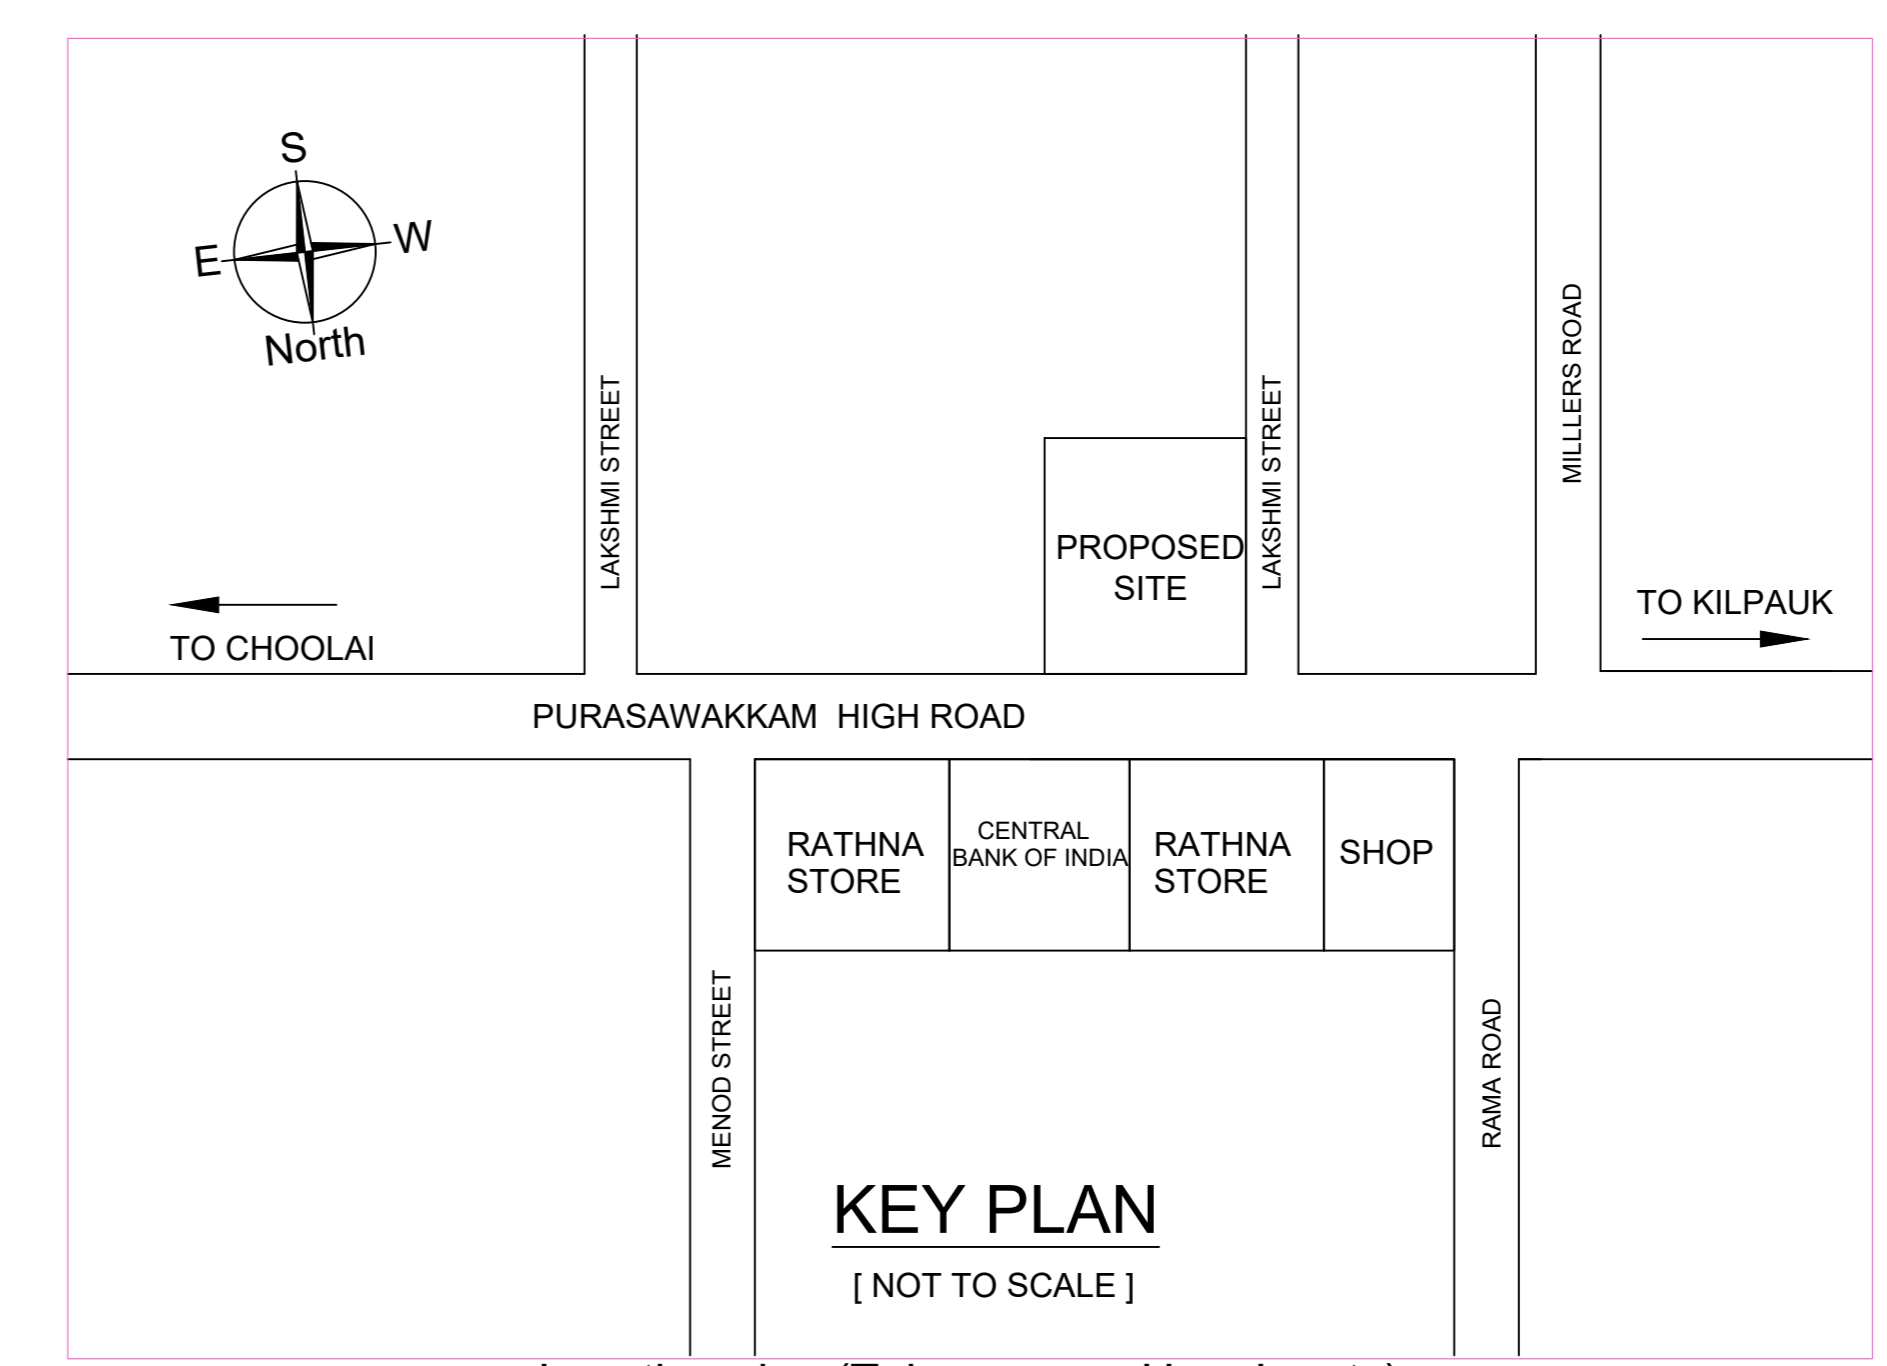 S
E
W
North
LAKSHMI STREET
LAKSHMI STREET
MILLLERS ROAD
PROPOSED
SITE
TO CHOOLAI
TO KILPAUK
PURASAWAKKAM HIGH ROAD
RATHNA
STORE
CENTRAL
BANK OF INDIA
RATHNA
STORE
SHOP
MENOD STREET
RAMA ROAD
KEY PLAN
[ NOT TO SCALE ]